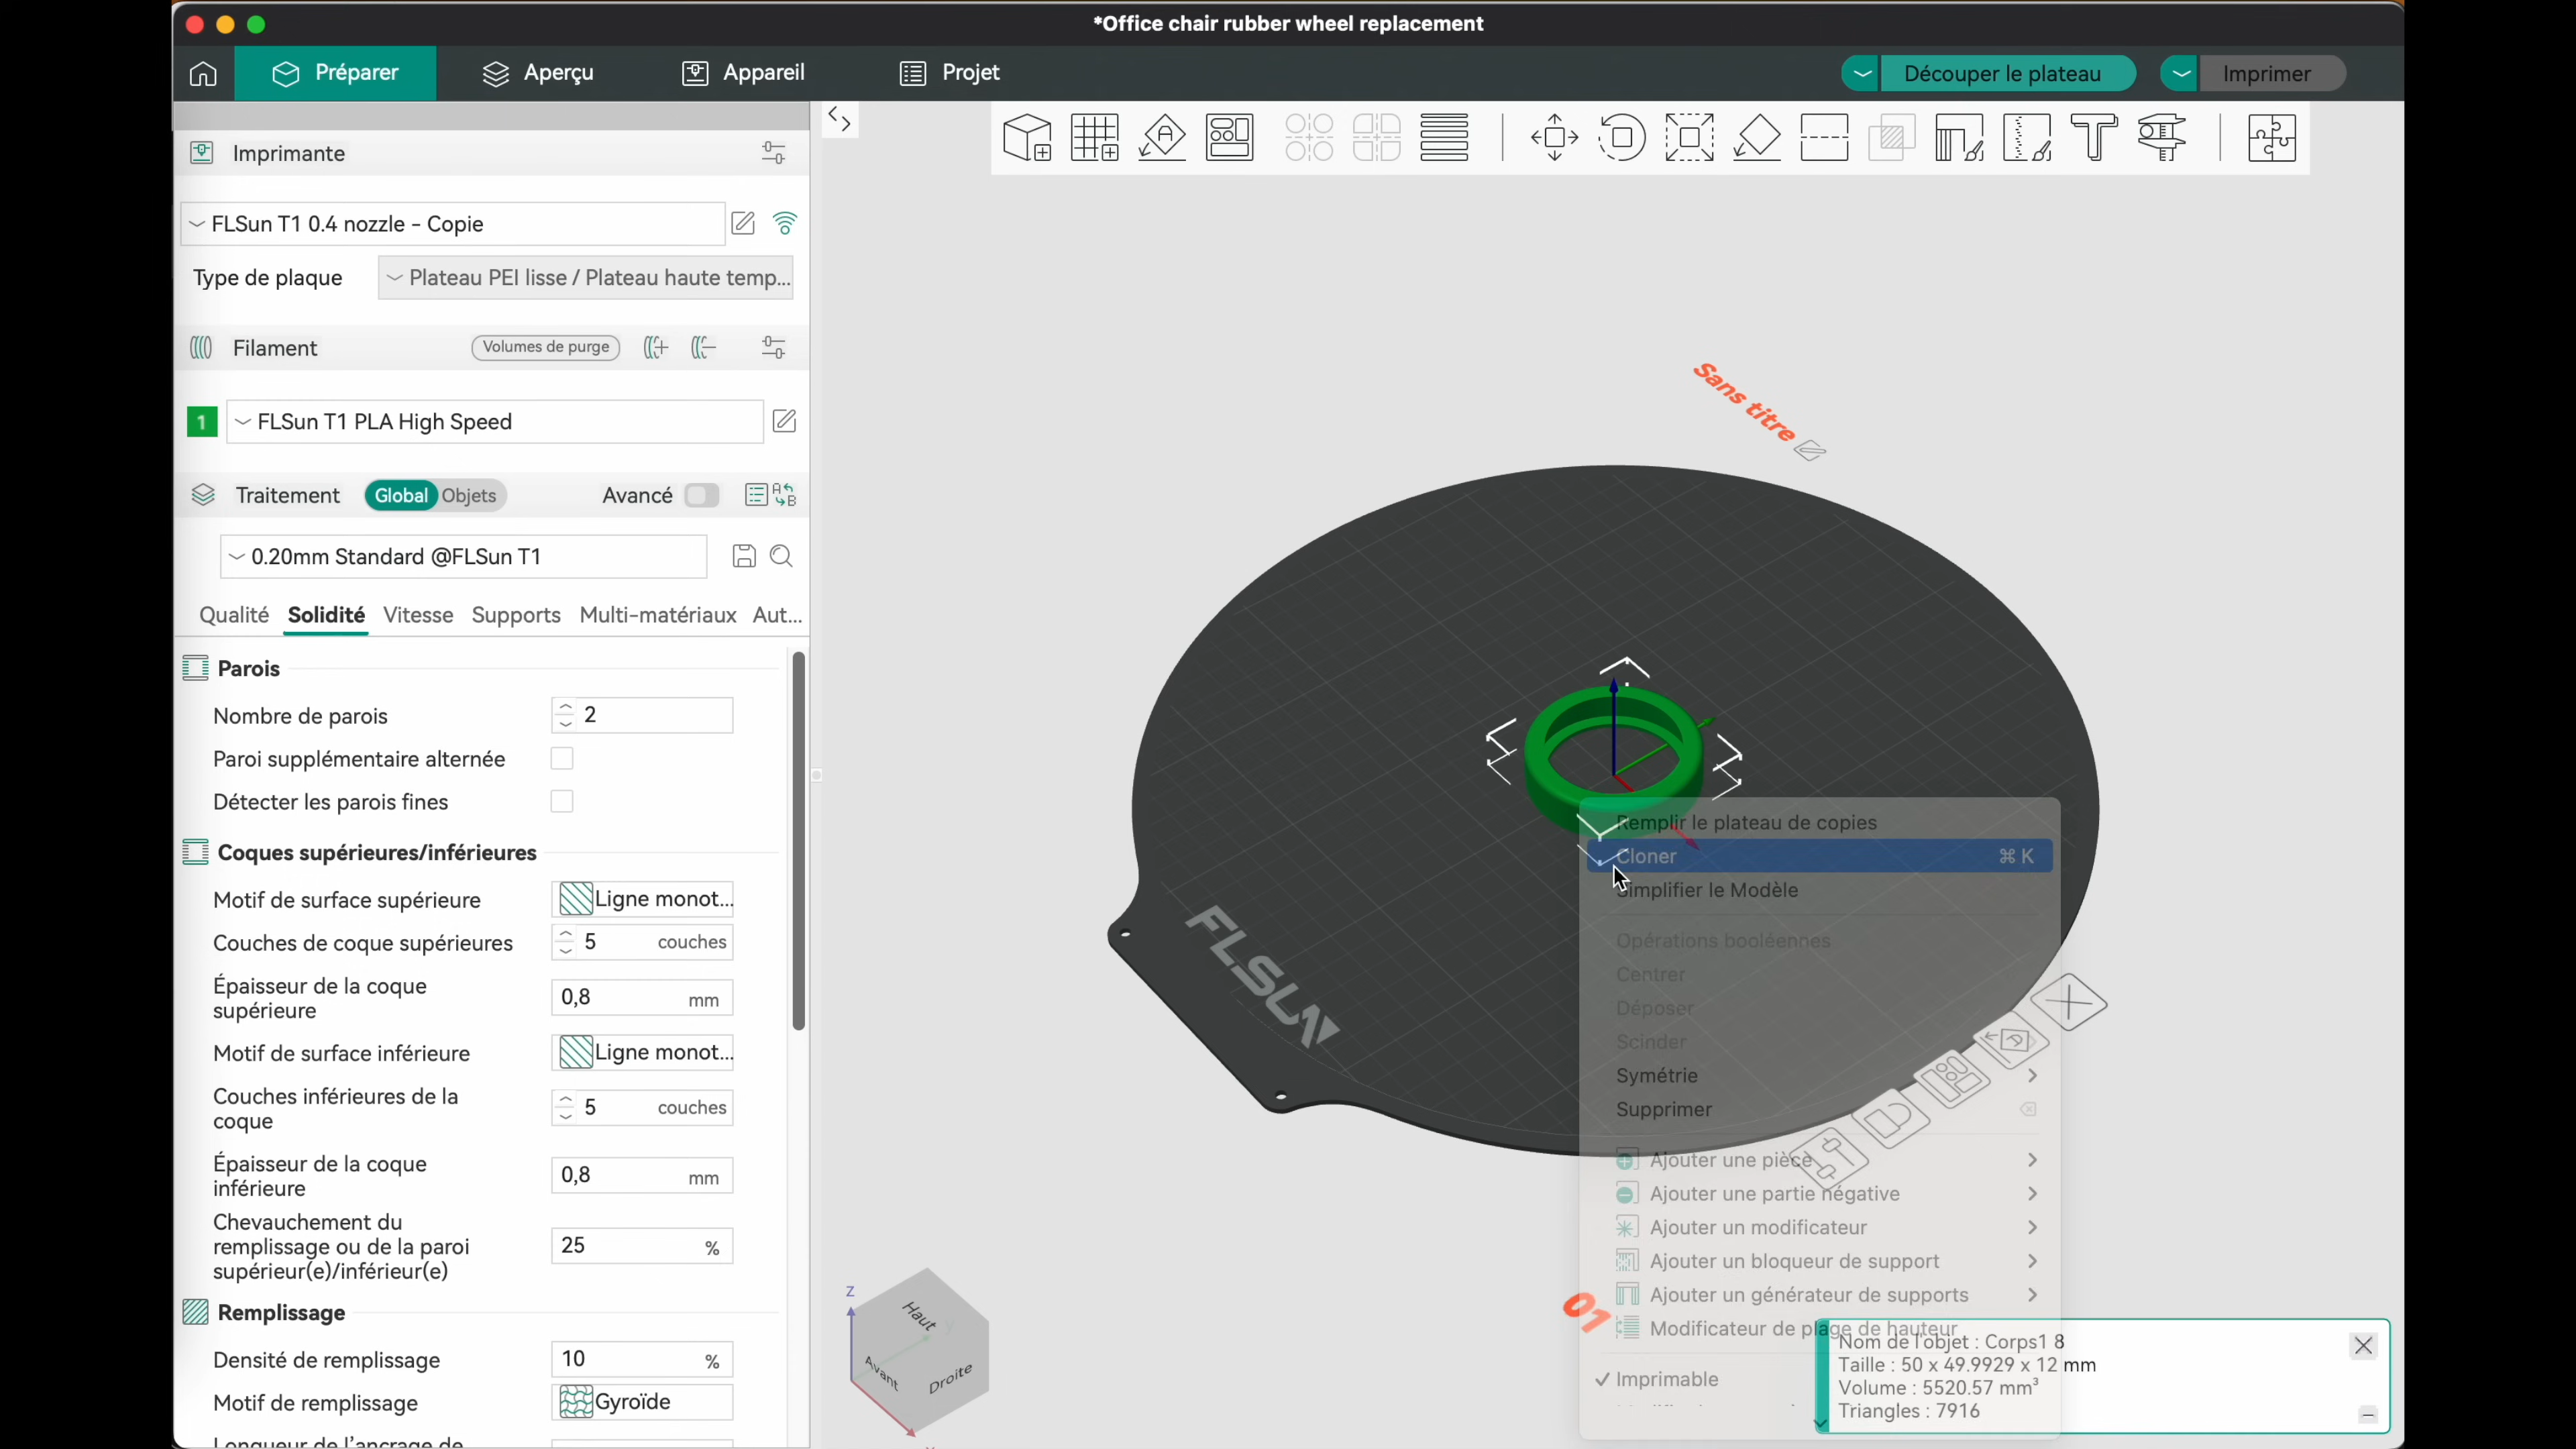 *Office chair rubber wheel replacement
Préparer
Aperçu
Appareil
Projet
Découper le plateau
Imprimer
Imprimante
FLSun T1 0.4 nozzle - Copie
Type de plaque
Plateau PEI lisse / Plateau haute temp...
Filament
Volumes de purge
1
FLSun T1 PLA High Speed
Traitement
Global
Objets
Avancé
0.20mm Standard @FLSun T1
Qualité
Solidité
Vitesse
Supports
Multi-matériaux
Aut...
Parois
Nombre de parois
2
Paroi supplémentaire alternée
Détecter les parois fines
Coques supérieures/inférieures
Motif de surface supérieure
Ligne monot...
Couches de coque supérieures
5 couches
Épaisseur de la coque
supérieure
0,8 mm
Motif de surface inférieure
Ligne monot...
Couches inférieures de la
coque
5 couches
Épaisseur de la coque
inférieure
0,8 mm
Chevauchement du
remplissage ou de la paroi
supérieur(e)/inférieur(e)
25 %
Remplissage
Densité de remplissage
10 %
Motif de remplissage
Gyroïde
Longueur de l'ancrage de
Sans titre
FLSUN
Remplir le plateau de copies
Cloner ⌘ K
Simplifier le Modèle
Opérations booléennes
Centrer
Déposer
Scinder
Symétrie
Supprimer
Ajouter une pièce
Ajouter une partie négative
Ajouter un modificateur
Ajouter un bloqueur de support
Ajouter un générateur de supports
Modificateur de plage de hauteur
Imprimable
01
Nom de l'objet : Corps1 8
Taille : 50 x 49.9929 x 12 mm
Volume : 5520.57 mm³
Triangles : 7916
Z
Haut
Avant
Droite